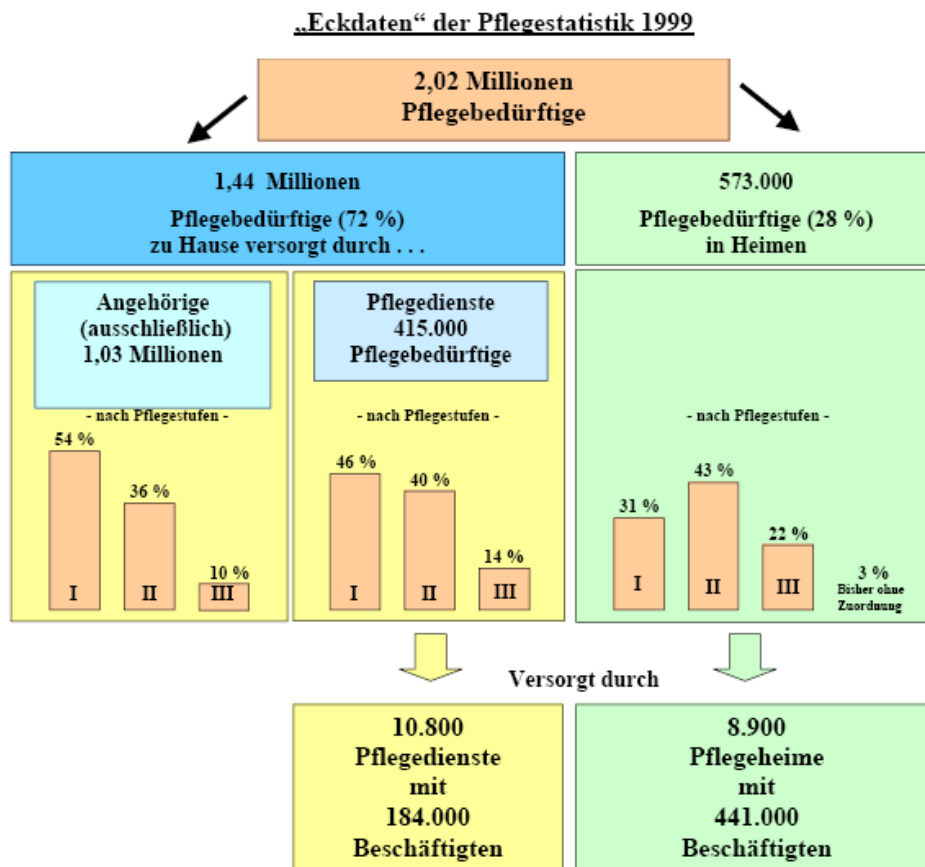 „Eckdaten“ der Pflegestatistik 1999
2,02 Millionen
Pflegebedürftige
1,44 Millionen
Pflegebedürftige (72 %)
zu Hause versorgt durch . . .
573.000
Pflegebedürftige (28 %)
in Heimen
Angehörige
(ausschließlich)
1,03 Millionen
- nach Pflegestufen -
54 %
36 %
10 %
I
II
III
Pflegedienste
415.000
Pflegebedürftige
- nach Pflegestufen -
46 %
40 %
14 %
I
II
III
- nach Pflegestufen -
31 %
43 %
22 %
3 %
Bisher ohne
Zuordnung
I
II
III
Versorgt durch
10.800
Pflegedienste
mit
184.000
Beschäftigten
8.900
Pflegeheime
mit
441.000
Beschäftigten